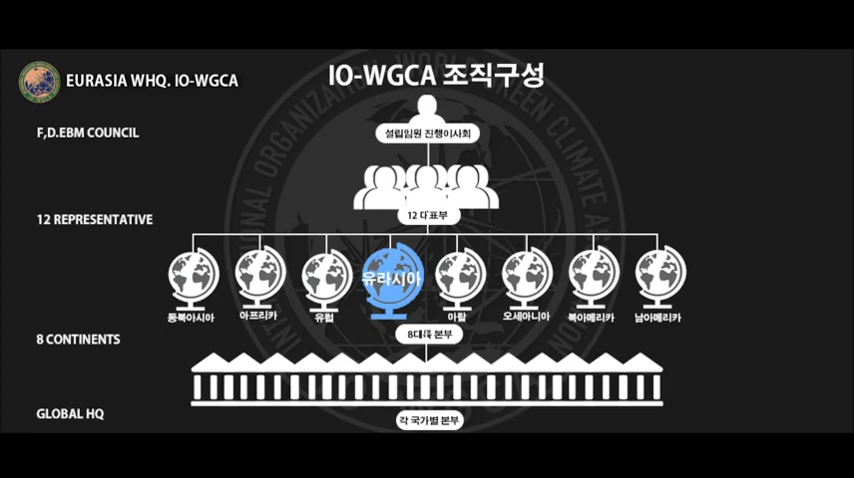 EURASIA WHQ. IO-WGCA
IO-WGCA 조직구성
F,D.EBM COUNCIL
설립임원 진행이사회
12 REPRESENTATIVE
12 대표부
유라시아
동북아시아 아프리카 유럽 아랍 오세아니아 북아메리카 남아메리카
8 CONTINENTS
8대륙 본부
GLOBAL HQ
각 국가별 본부